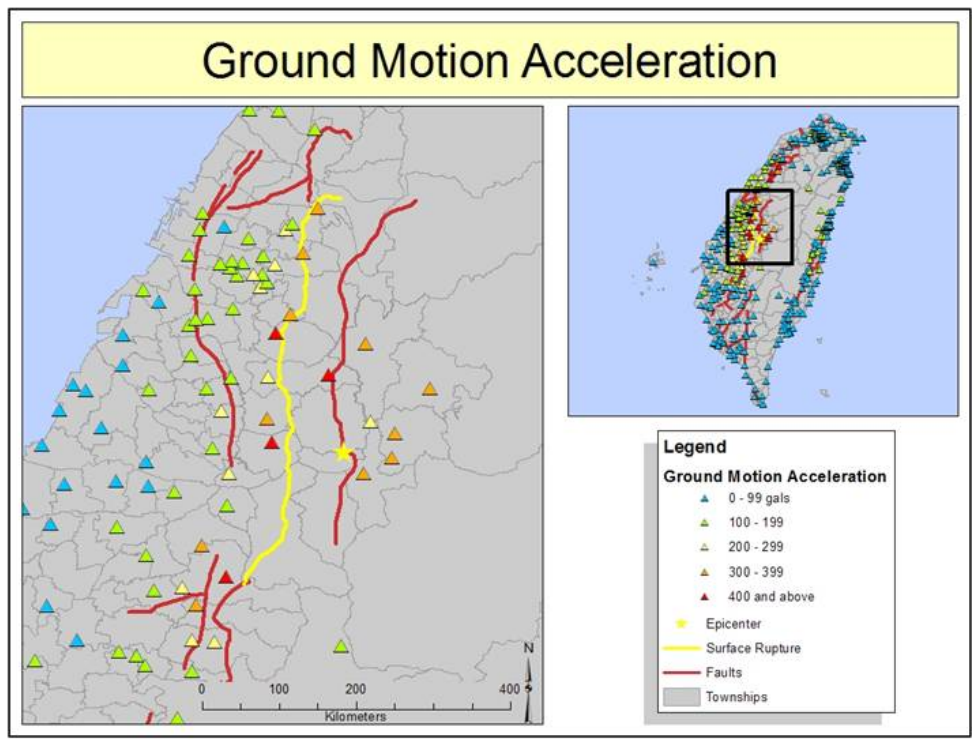 Ground Motion Acceleration
N
0 100 200 400
Kilometers
Legend
Ground Motion Acceleration
0 - 99 gals
100 - 199
200 - 299
300 - 399
400 and above
Epicenter
Surface Rupture
Faults
Townships